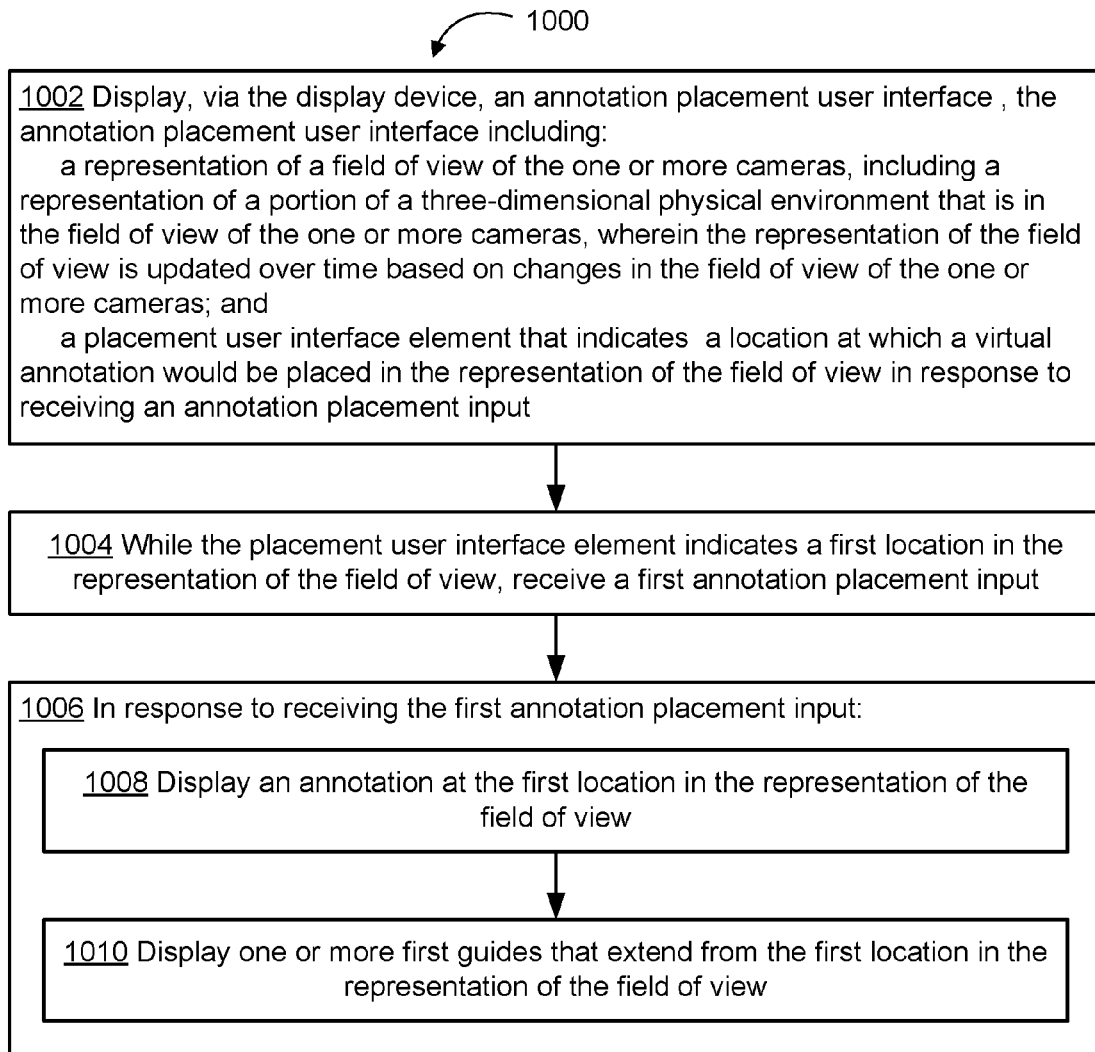 1000
1002 Display, via the display device, an annotation placement user interface , the
annotation placement user interface including:
a representation of a field of view of the one or more cameras, including a
representation of a portion of a three-dimensional physical environment that is in
the field of view of the one or more cameras, wherein the representation of the field
of view is updated over time based on changes in the field of view of the one or
more cameras; and
a placement user interface element that indicates a location at which a virtual
annotation would be placed in the representation of the field of view in response to
receiving an annotation placement input
1004 While the placement user interface element indicates a first location in the
representation of the field of view, receive a first annotation placement input
1006 In response to receiving the first annotation placement input:
1008 Display an annotation at the first location in the representation of the
field of view
1010 Display one or more first guides that extend from the first location in the
representation of the field of view